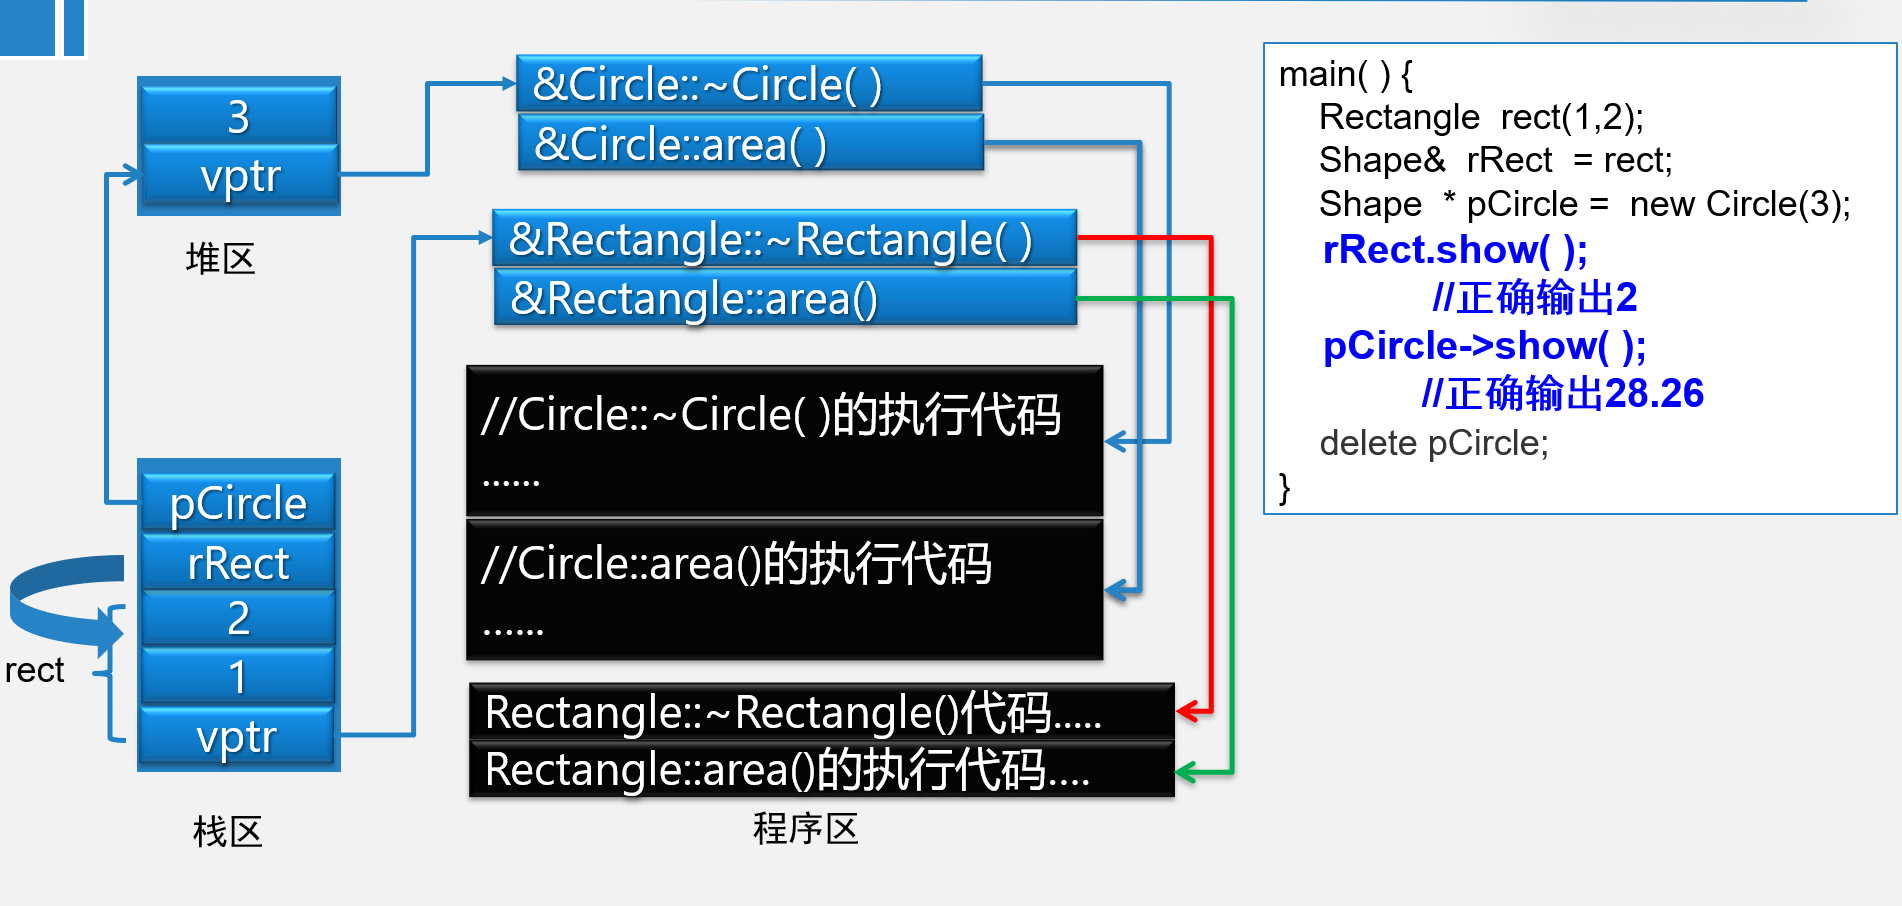 3
vptr
堆区
pCircle
rRect
2
1
vptr
rect
栈区
&Circle::~Circle( )
&Circle::area( )
&Rectangle::~Rectangle( )
&Rectangle::area()
//Circle::~Circle( )的执行代码
......
//Circle::area()的执行代码
......
Rectangle::~Rectangle()代码.....
Rectangle::area()的执行代码....
程序区
main( ) {
Rectangle rect(1,2);
Shape& rRect = rect;
Shape * pCircle = new Circle(3);
rRect.show( );
//正确输出2
pCircle->show( );
//正确输出28.26
delete pCircle;
}